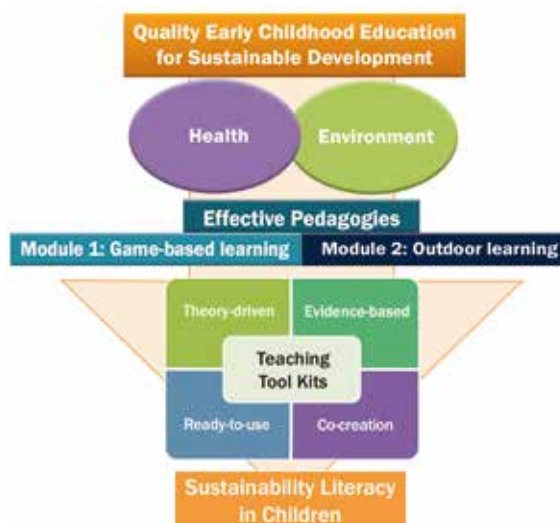 Quality Early Childhood Education
for Sustainable Development
Health
Environment
Effective Pedagogies
Module 1: Game-based learning
Module 2: Outdoor learning
Theory-driven
Evidence-based
Teaching
Tool Kits
Ready-to-use
Co-creation
Sustainability Literacy
in Children